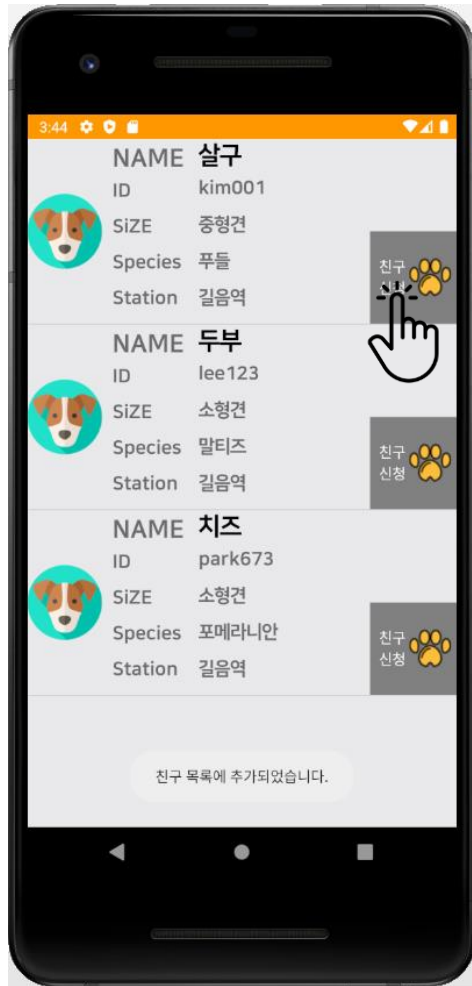 3:44
NAME 살구
ID kim001
SiZE 중형견
Species 푸들
Station 길음역
친구
신청
NAME 두부
ID lee123
SiZE 소형견
Species 말티즈
Station 길음역
친구
신청
NAME 치즈
ID park673
SiZE 소형견
Species 포메라니안
Station 길음역
친구
신청
친구 목록에 추가되었습니다.